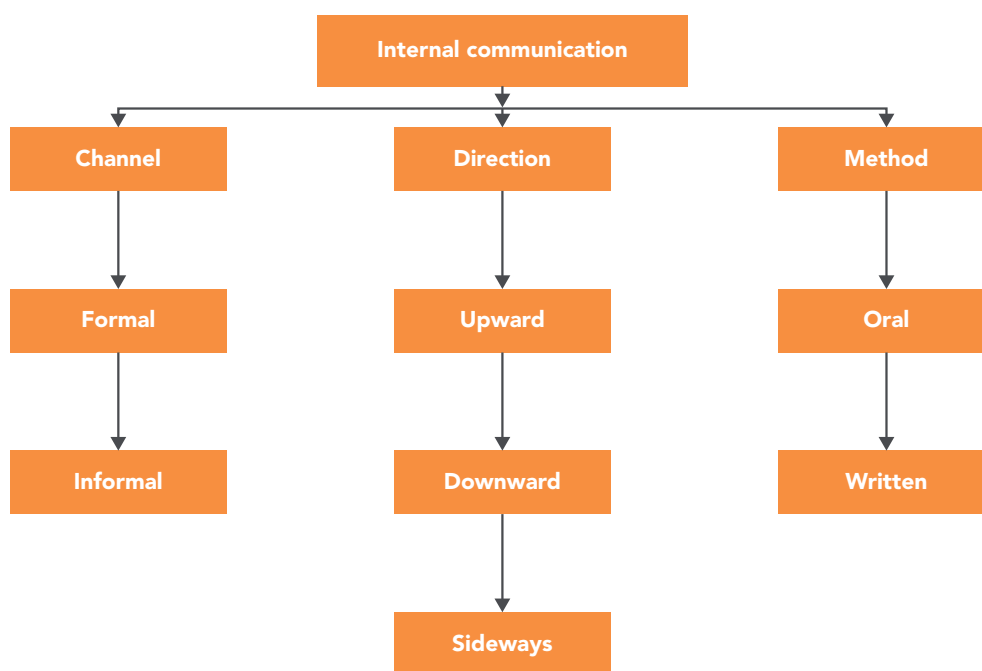 Internal communication
Channel
Direction
Method
Formal
Upward
Oral
Informal
Downward
Written
Sideways